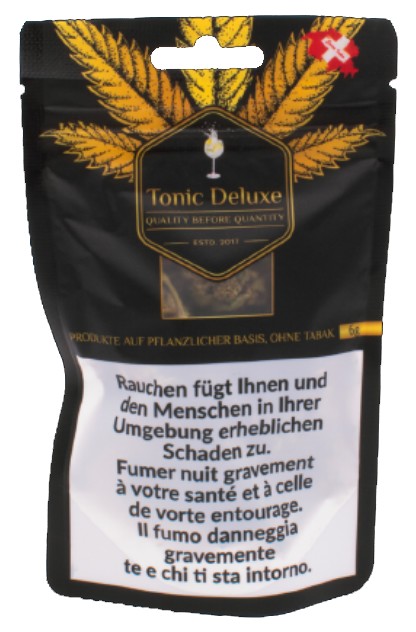 Tonic Deluxe
QUALITY BEFORE QUANTITY
ESTD. 2017
PRODUKTE AUF PFLANZLICHER BASIS, OHNE TABAK
6g
Rauchen fügt Ihnen und
den Menschen in Ihrer
Umgebung erheblichen
Schaden zu.
Fumer nuit gravement
à votre santé et à celle
de vorte entourage.
Il fumo danneggia
gravemente
te e chi ti sta intorno.